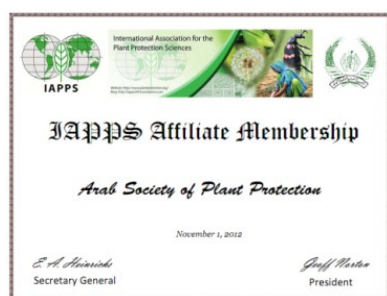 International Association for the
Plant Protection Sciences
IAPPS
IAPPS Affiliate Membership
Arab Society of Plant Protection
November 1, 2012
E. A. Heinrichs
Geoff Norton
Secretary General
President